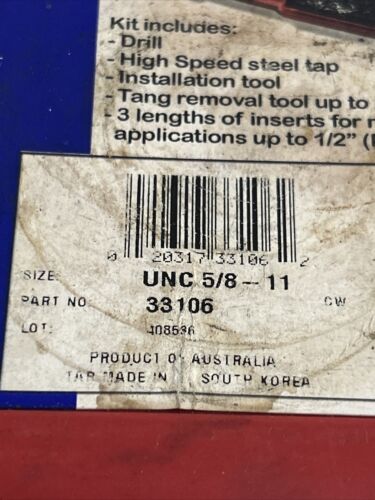 Kit includes:
- Drill
- High Speed steel tap
- Installation tool
- Tang removal tool up to
- 3 lengths of inserts for
applications up to 1/2"
0 20317 33106 2
SIZE: UNC 5/8 - 11
PART NO 33106 CW
LOT: 408536
PRODUCT OF AUSTRALIA
TAP MADE IN SOUTH KOREA